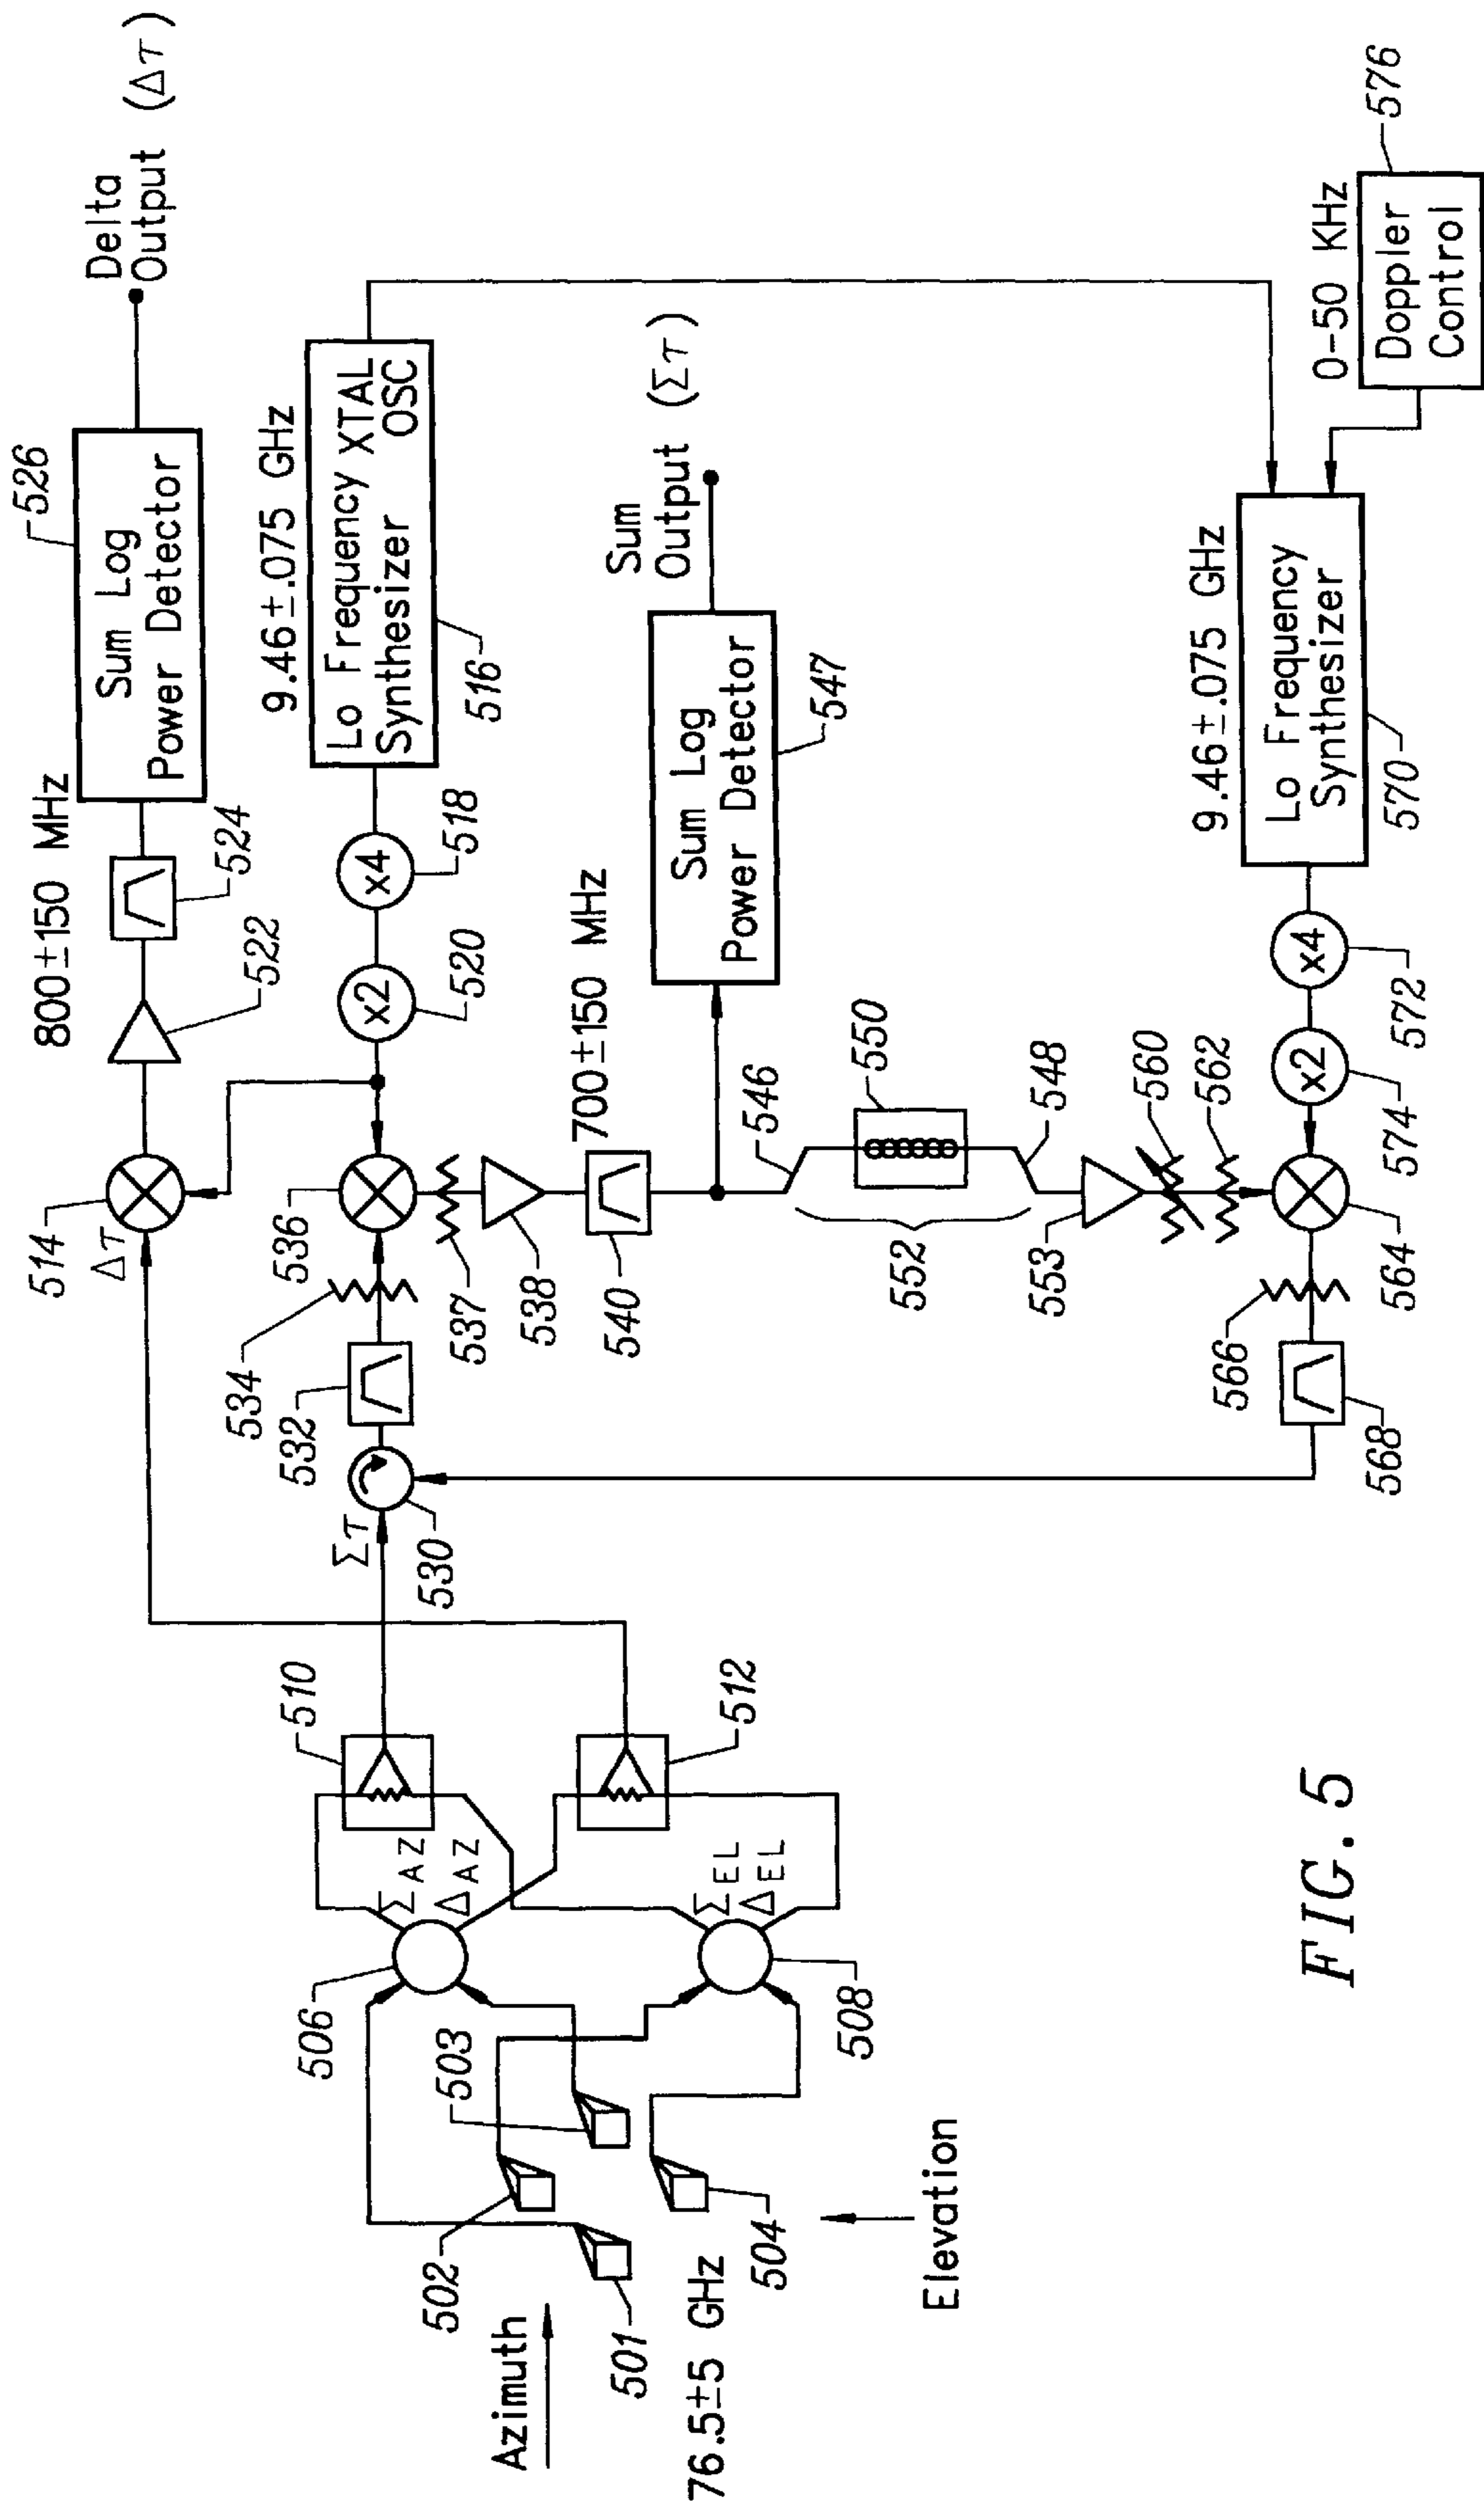 Azimuth
76.5±5 GHz
Elevation
501
502
503
504
506
508
Σ AZ
Δ AZ
Σ EL
Δ EL
510
512
Στ
530
532
534
536
537
538
540
700±150 MHz
514
Δτ
522
524
800±150 MHz
526
Sum Log
Power Detector
Delta
Output (Δτ)
x2
520
x4
518
9.46±.075 GHz
Lo Frequency XTAL
Synthesizer OSC
516
Sum Log
Power Detector
547
Sum
Output (Στ)
546
550
548
552
553
560
562
564
566
568
x2
574
x4
572
9.46±.075 GHz
Lo Frequency
Synthesizer
570
0-50 KHz
Doppler
Control
576
FIG. 5